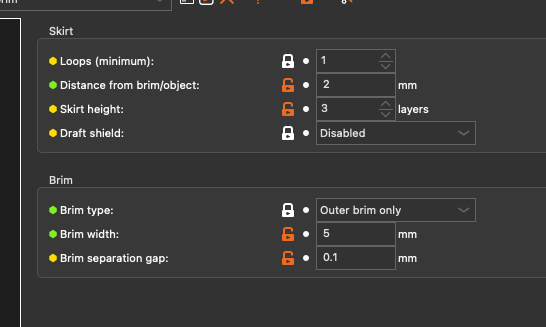 Skirt
Loops (minimum): 1
Distance from brim/object: 2 mm
Skirt height: 3 layers
Draft shield: Disabled
Brim
Brim type: Outer brim only
Brim width: 5 mm
Brim separation gap: 0.1 mm